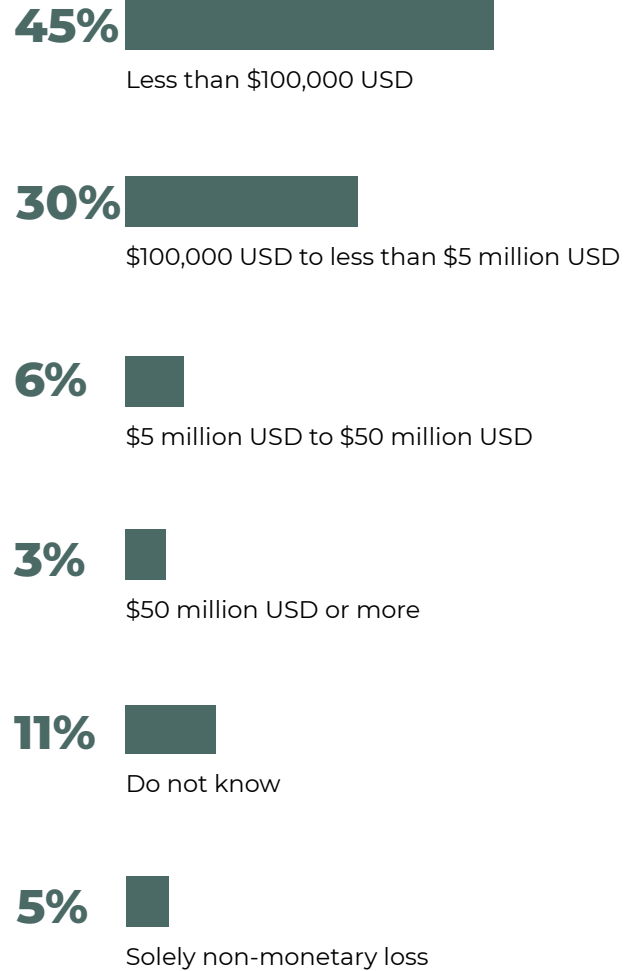 45%
Less than $100,000 USD
30%
$100,000 USD to less than $5 million USD
6%
$5 million USD to $50 million USD
3%
$50 million USD or more
11%
Do not know
5%
Solely non-monetary loss